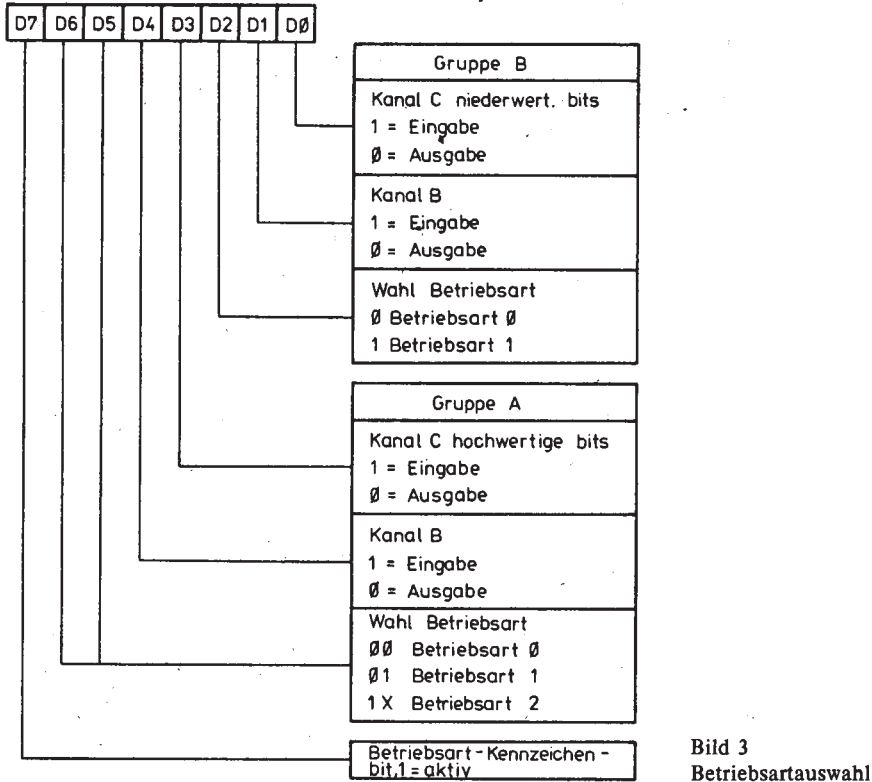 D7 D6 D5 D4 D3 D2 D1 DØ
Gruppe B
Kanal C niederwert. bits
1 = Eingabe
Ø = Ausgabe
Kanal B
1 = Eingabe
Ø = Ausgabe
Wahl Betriebsart
Ø Betriebsart Ø
1 Betriebsart 1
Gruppe A
Kanal C hochwertige bits
1 = Eingabe
Ø = Ausgabe
Kanal B
1 = Eingabe
Ø = Ausgabe
Wahl Betriebsart
ØØ Betriebsart Ø
Ø1 Betriebsart 1
1X Betriebsart 2
Betriebsart-Kennzeichen-
bit,1=aktiv
Bild 3
Betriebsartauswahl